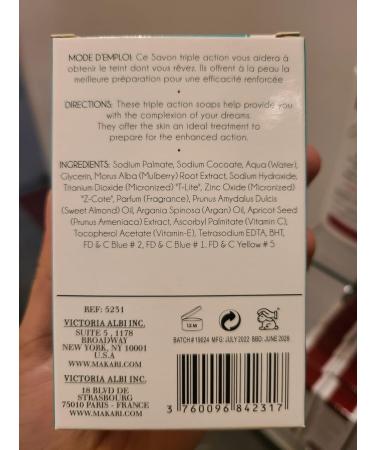 MODE D'EMPLOI: Ce Savon triple action vous aidera à
obtenir le teint dont vous rêvez. Ils offrent à la peau la
meilleure préparation pour une efficacité renforcée
•
DIRECTIONS: These triple action soaps help provide you
with the complexion of your dreams.
They offer the skin an ideal treatment to
prepare for the enhanced action.
•
INGREDIENTS: Sodium Palmate, Sodium Cocoate, Aqua (Water),
Glycerin, Morus Alba (Mulberry) Root Extract, Sodium Hydroxide,
Titanium Dioxide (Micronized) "T-Lite", Zinc Oxide (Micronized)
"Z-Cote", Parfum (Fragrance), Prunus Amydalus Dulcis
(Sweet Almond) Oil, Argania Spinosa (Argan) Oil, Apricot Seed
(Prunus Armeniaca) Extract, Ascorbyl Palmitate (Vitamin C),
Tocopherol Acetate (Vitamin-E), Tetrasodium EDTA, BHT,
FD & C Blue # 2, FD & C Blue # 1, FD & C Yellow # 5
REF: 5231
VICTORIA ALBI INC.
SUITE 5, 1178
BROADWAY
NEW YORK, NY 10001
U.S.A
WWW.MAKARI.COM
VICTORIA ALBI INC.
18 BLVD DE
STRASBOURG
75010 PARIS - FRANCE
WWW.MAKARI.COM
12 M
BATCH# 19024 MFG: JULY 2022 BBD: JUNE 2026
3 760096 842317 >